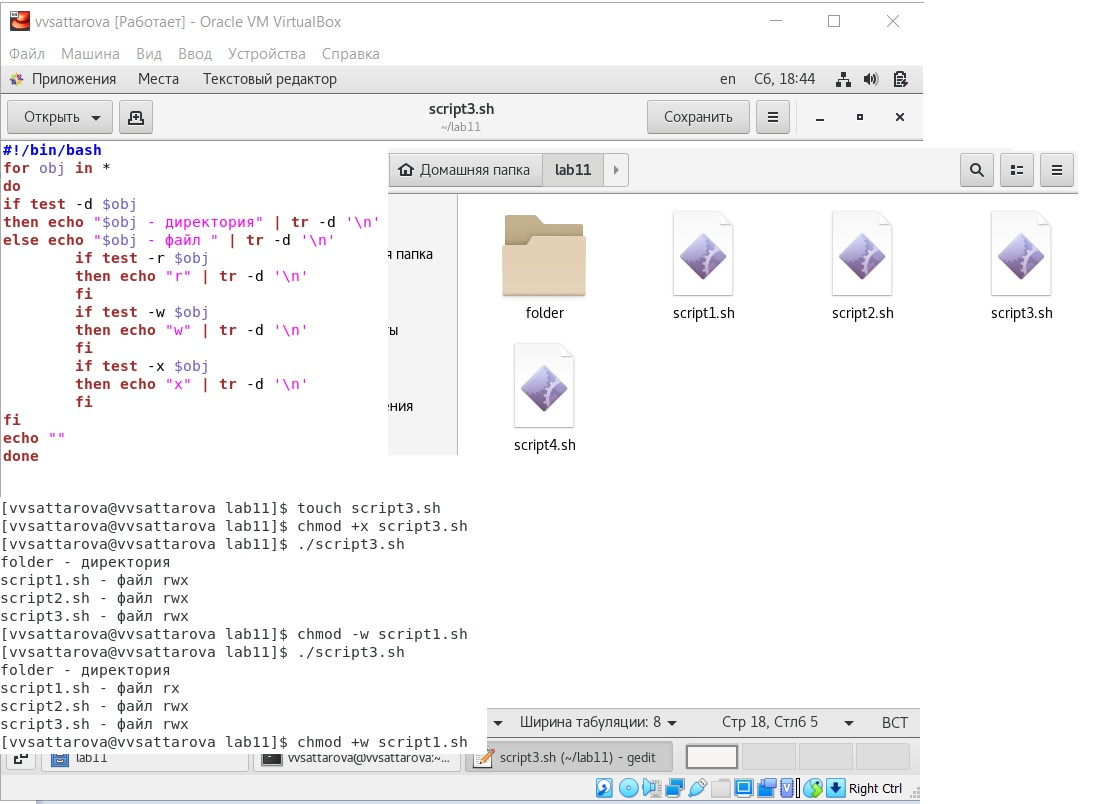 vvsattarova [Работает] - Oracle VM VirtualBox
Файл Машина Вид Ввод Устройства Справка
Приложения Места Текстовый редактор en Сб, 18:44
Открыть script3.sh Сохранить
~/lab11
#!/bin/bash
for obj in *
do
if test -d $obj
then echo "$obj - директория" | tr -d '\n'
else echo "$obj - файл " | tr -d '\n'
if test -r $obj
then echo "r" | tr -d '\n'
fi
if test -w $obj
then echo "w" | tr -d '\n'
fi
if test -x $obj
then echo "x" | tr -d '\n'
fi
fi
echo ""
done
Домашняя папка lab11
я папка
ты
ения
folder script1.sh script2.sh script3.sh
script4.sh
[vvsattarova@vvsattarova lab11]$ touch script3.sh
[vvsattarova@vvsattarova lab11]$ chmod +x script3.sh
[vvsattarova@vvsattarova lab11]$ ./script3.sh
folder - директория
script1.sh - файл rwx
script2.sh - файл rwx
script3.sh - файл rwx
[vvsattarova@vvsattarova lab11]$ chmod -w script1.sh
[vvsattarova@vvsattarova lab11]$ ./script3.sh
folder - директория
script1.sh - файл rx
script2.sh - файл rwx
script3.sh - файл rwx
[vvsattarova@vvsattarova lab11]$ chmod +w script1.sh
Ширина табуляции: 8 Стр 18, Стлб 5 ВСТ
lab11 vvsattarova@vvsattarova:~... script3.sh (~/lab11) - gedit
Right Ctrl